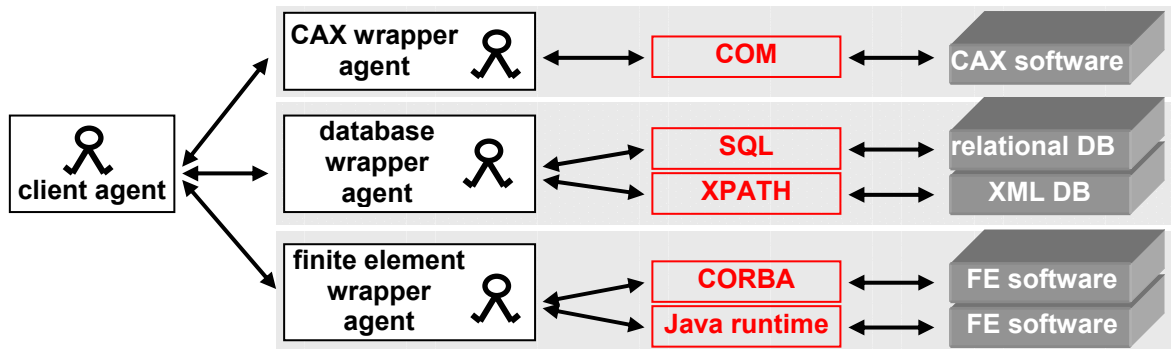 CAX wrapper
agent
COM
CAX software
client agent
database
wrapper
agent
SQL
relational DB
XPATH
XML DB
finite element
wrapper
agent
CORBA
FE software
Java runtime
FE software